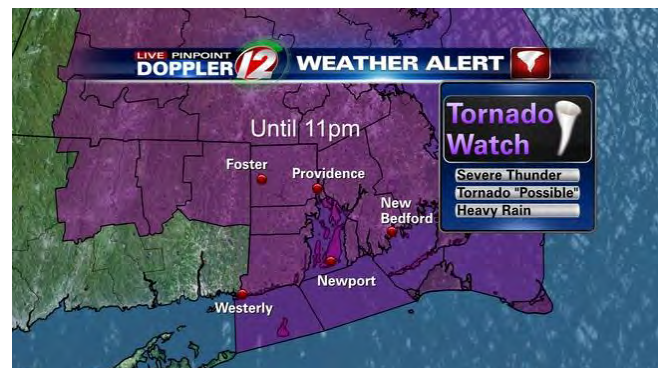 LIVE PINPOINT
DOPPLER 12 WEATHER ALERT
Until 11pm
Tornado
Watch
Severe Thunder
Tornado "Possible"
Heavy Rain
Foster
Providence
New
Bedford
Newport
Westerly